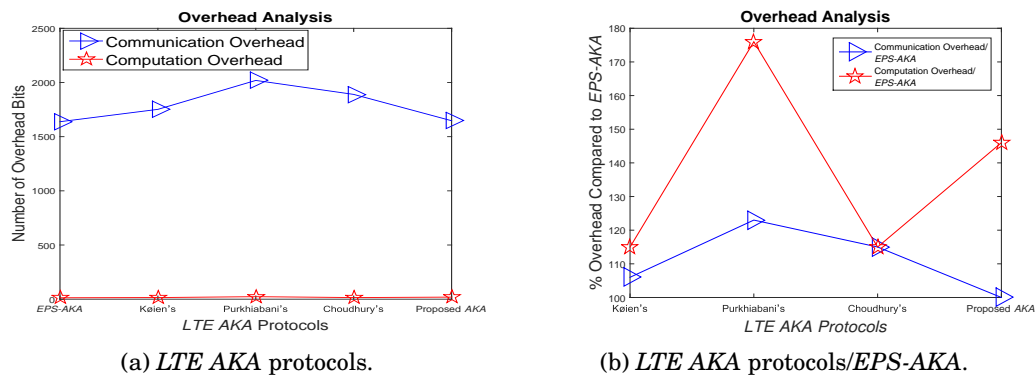 Overhead Analysis
2500
2000
1500
1000
500
0
Number of Overhead Bits
Communication Overhead
Computation Overhead
EPS-AKA
Køien's
Purkhiabani's
Choudhury's
Proposed AKA
LTE AKA Protocols
(a) LTE AKA protocols.
Overhead Analysis
180
170
160
150
140
130
120
110
100
% Overhead Compared to EPS-AKA
Communication Overhead/
EPS-AKA
Computation Overhead/
EPS-AKA
Køien's
Purkhiabani's
Choudhury's
Proposed AKA
LTE AKA Protocols
(b) LTE AKA protocols/EPS-AKA.